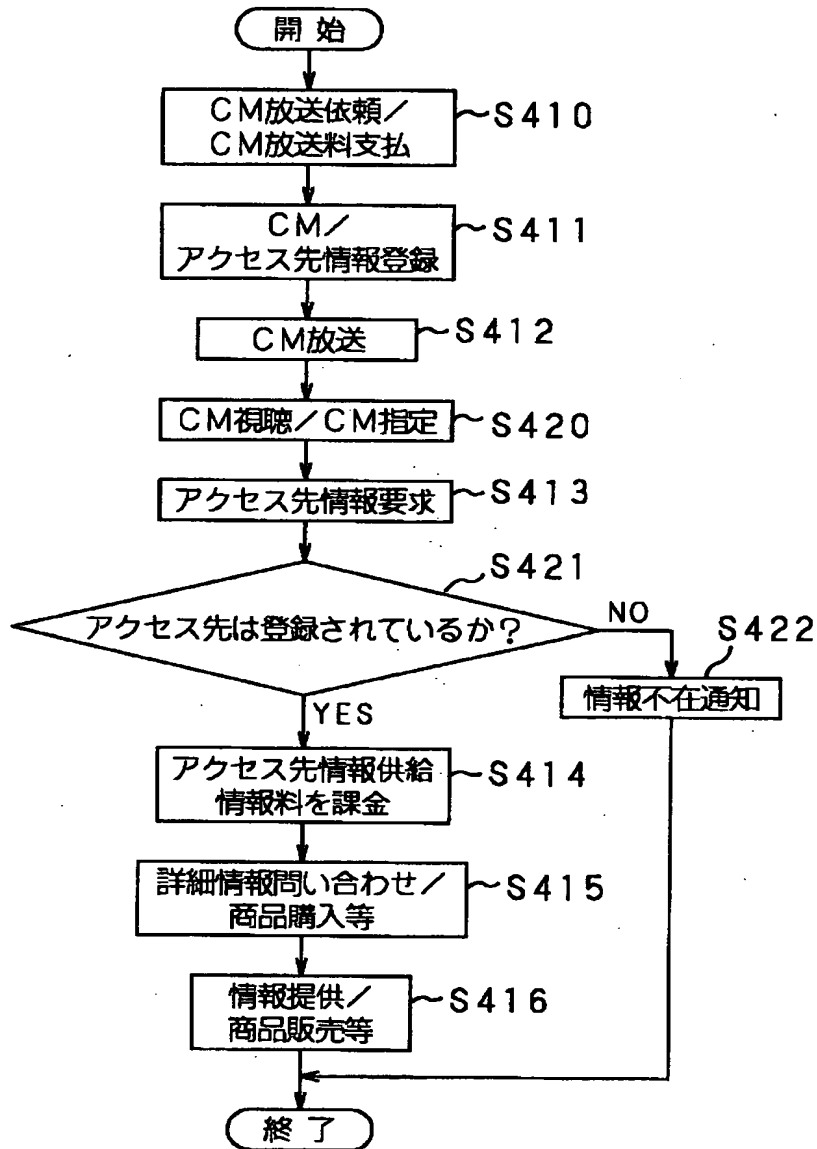 開始
CM放送依頼／
CM放送料支払
S410
CM／
アクセス先情報登録
S411
CM放送
S412
CM視聴／CM指定
S420
アクセス先情報要求
S413
S421
アクセス先は登録されているか？
NO
S422
情報不在通知
YES
アクセス先情報供給
情報料を課金
S414
詳細情報問い合わせ／
商品購入等
S415
情報提供／
商品販売等
S416
終了